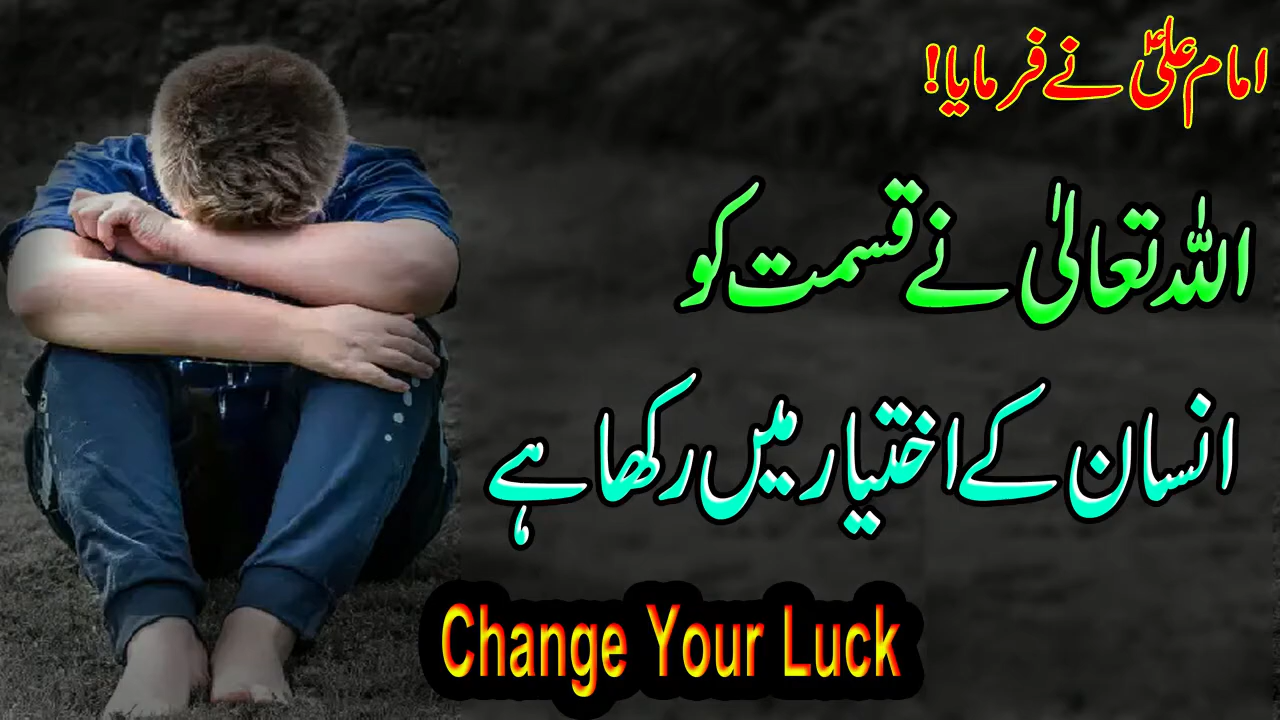 امام علیؑ نے فرمایا!
اللہ تعالیٰ نے قسمت کو
انسان کے اختیار میں رکھا ہے
Change Your Luck